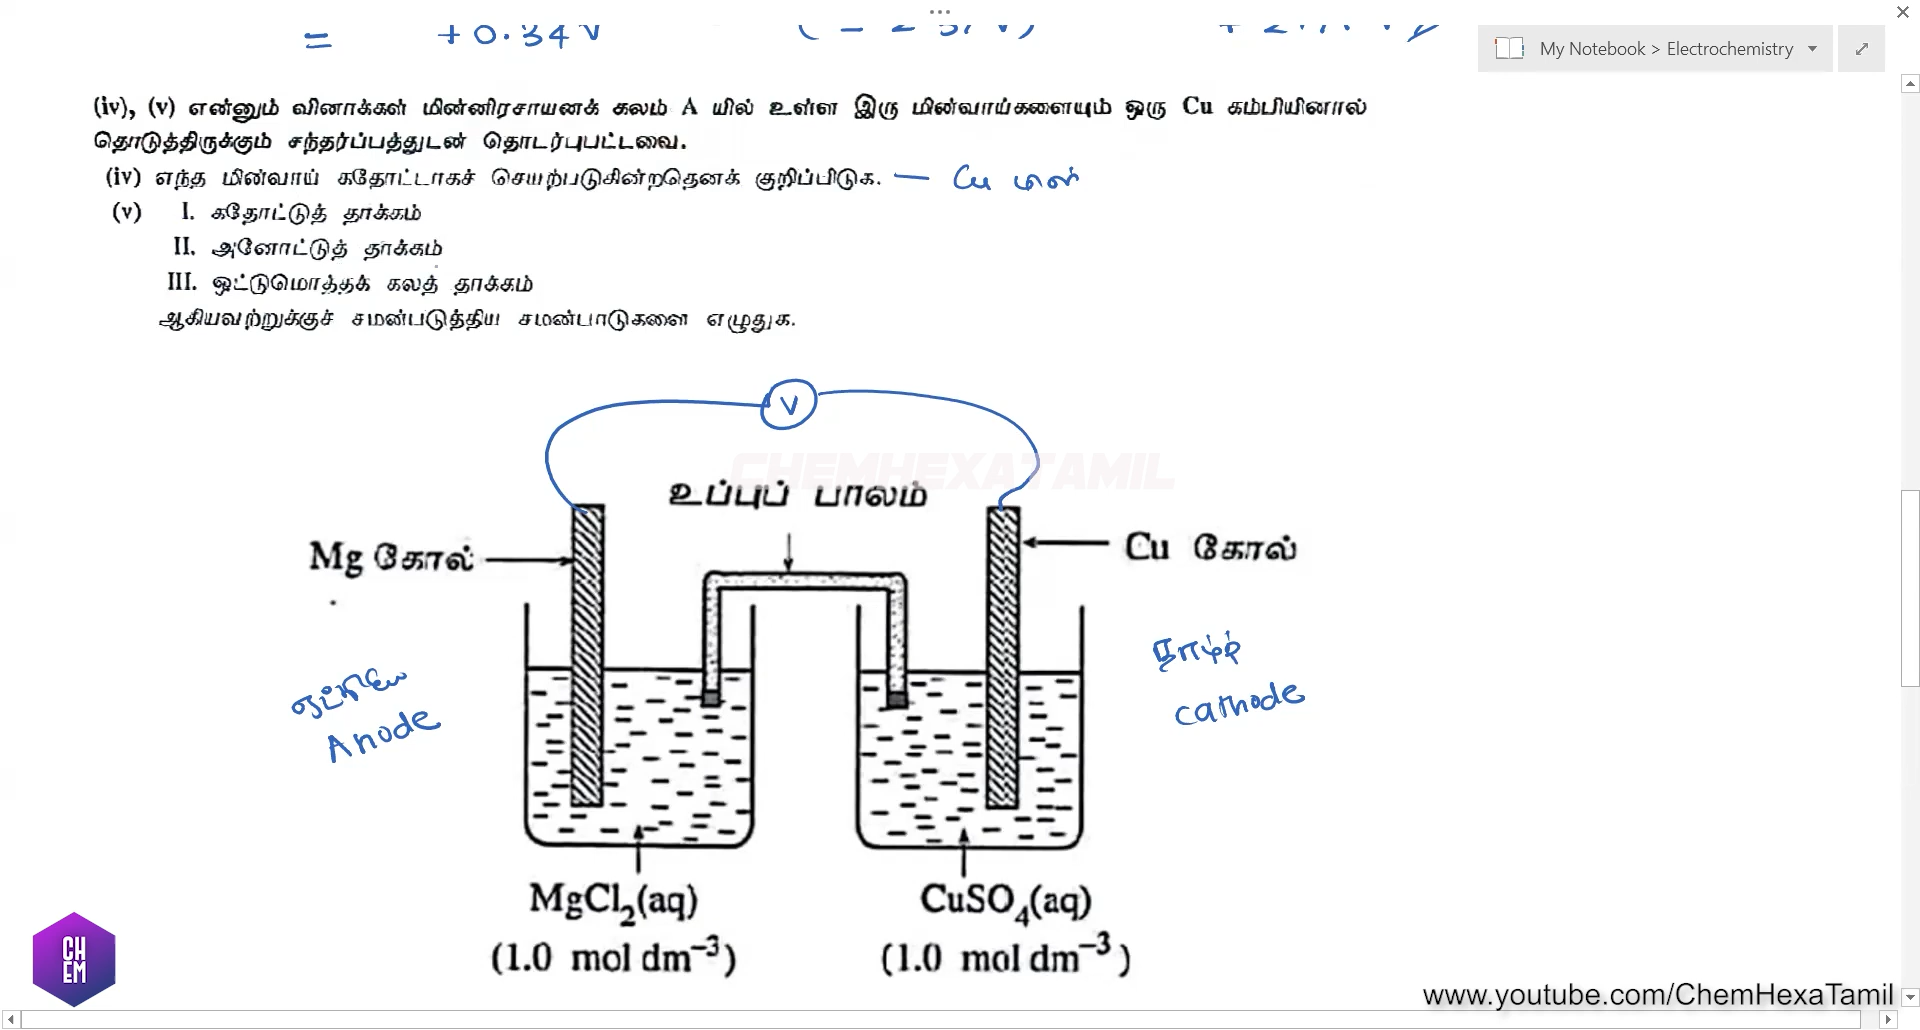 = +0.34 V
My Notebook > Electrochemistry
(iv), (v) என்னும் வினாக்கள் மின்னிரசாயனக் கலம் A யில் உள்ள இரு மின்வாய்களையும் ஒரு Cu கம்பியினால்
தொடுத்திருக்கும் சந்தர்ப்பத்துடன் தொடர்புபட்டவை.
(iv) எந்த மின்வாய் கதோட்டாகச் செயற்படுகின்றதெனக் குறிப்பிடுக. — Cu
(v) I. கதோட்டுத் தாக்கம்
II. அனோட்டுத் தாக்கம்
III. ஒட்டுமொத்தக் கலத் தாக்கம்
ஆகியவற்றுக்குச் சமன்படுத்திய சமன்பாடுகளை எழுதுக.
V
CHEMHEXATAMIL
உப்புப் பாலம்
Mg கோல்
Cu கோல்
Anode
cathode
MgCl₂(aq)
(1.0 mol dm⁻³)
CuSO₄(aq)
(1.0 mol dm⁻³)
CH
EM
www.youtube.com/ChemHexaTamil